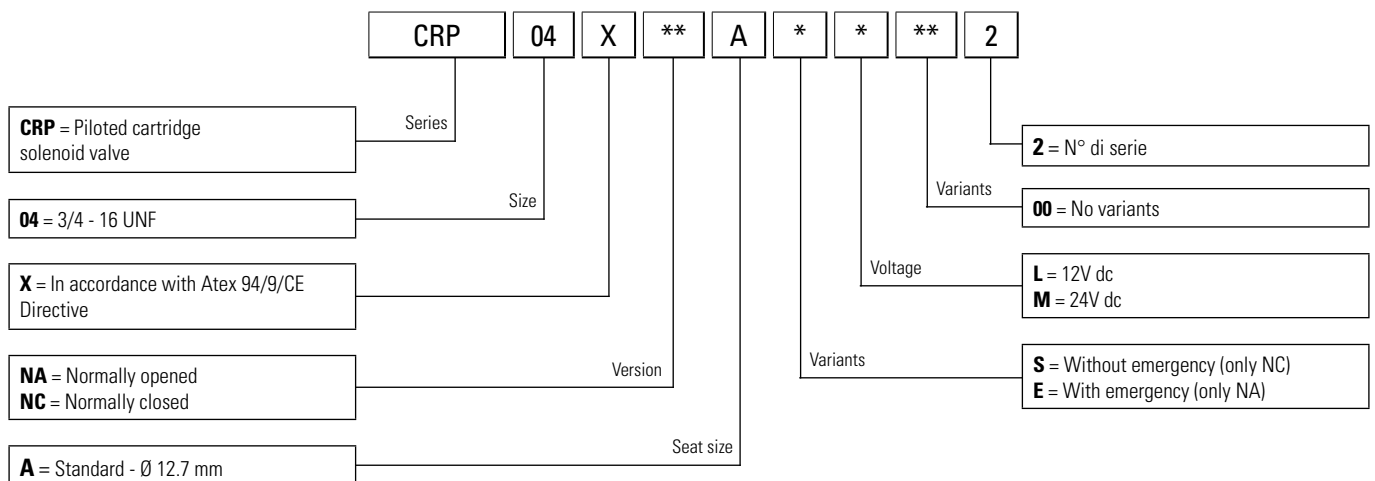 CRP 04 X ** A * * ** 2
CRP = Piloted cartridge
solenoid valve
Series
04 = 3/4 - 16 UNF
Size
X = In accordance with Atex 94/9/CE
Directive
NA = Normally opened
NC = Normally closed
Version
A = Standard - Ø 12.7 mm
Seat size
2 = N° di serie
Variants
00 = No variants
Voltage
L = 12V dc
M = 24V dc
Variants
S = Without emergency (only NC)
E = With emergency (only NA)